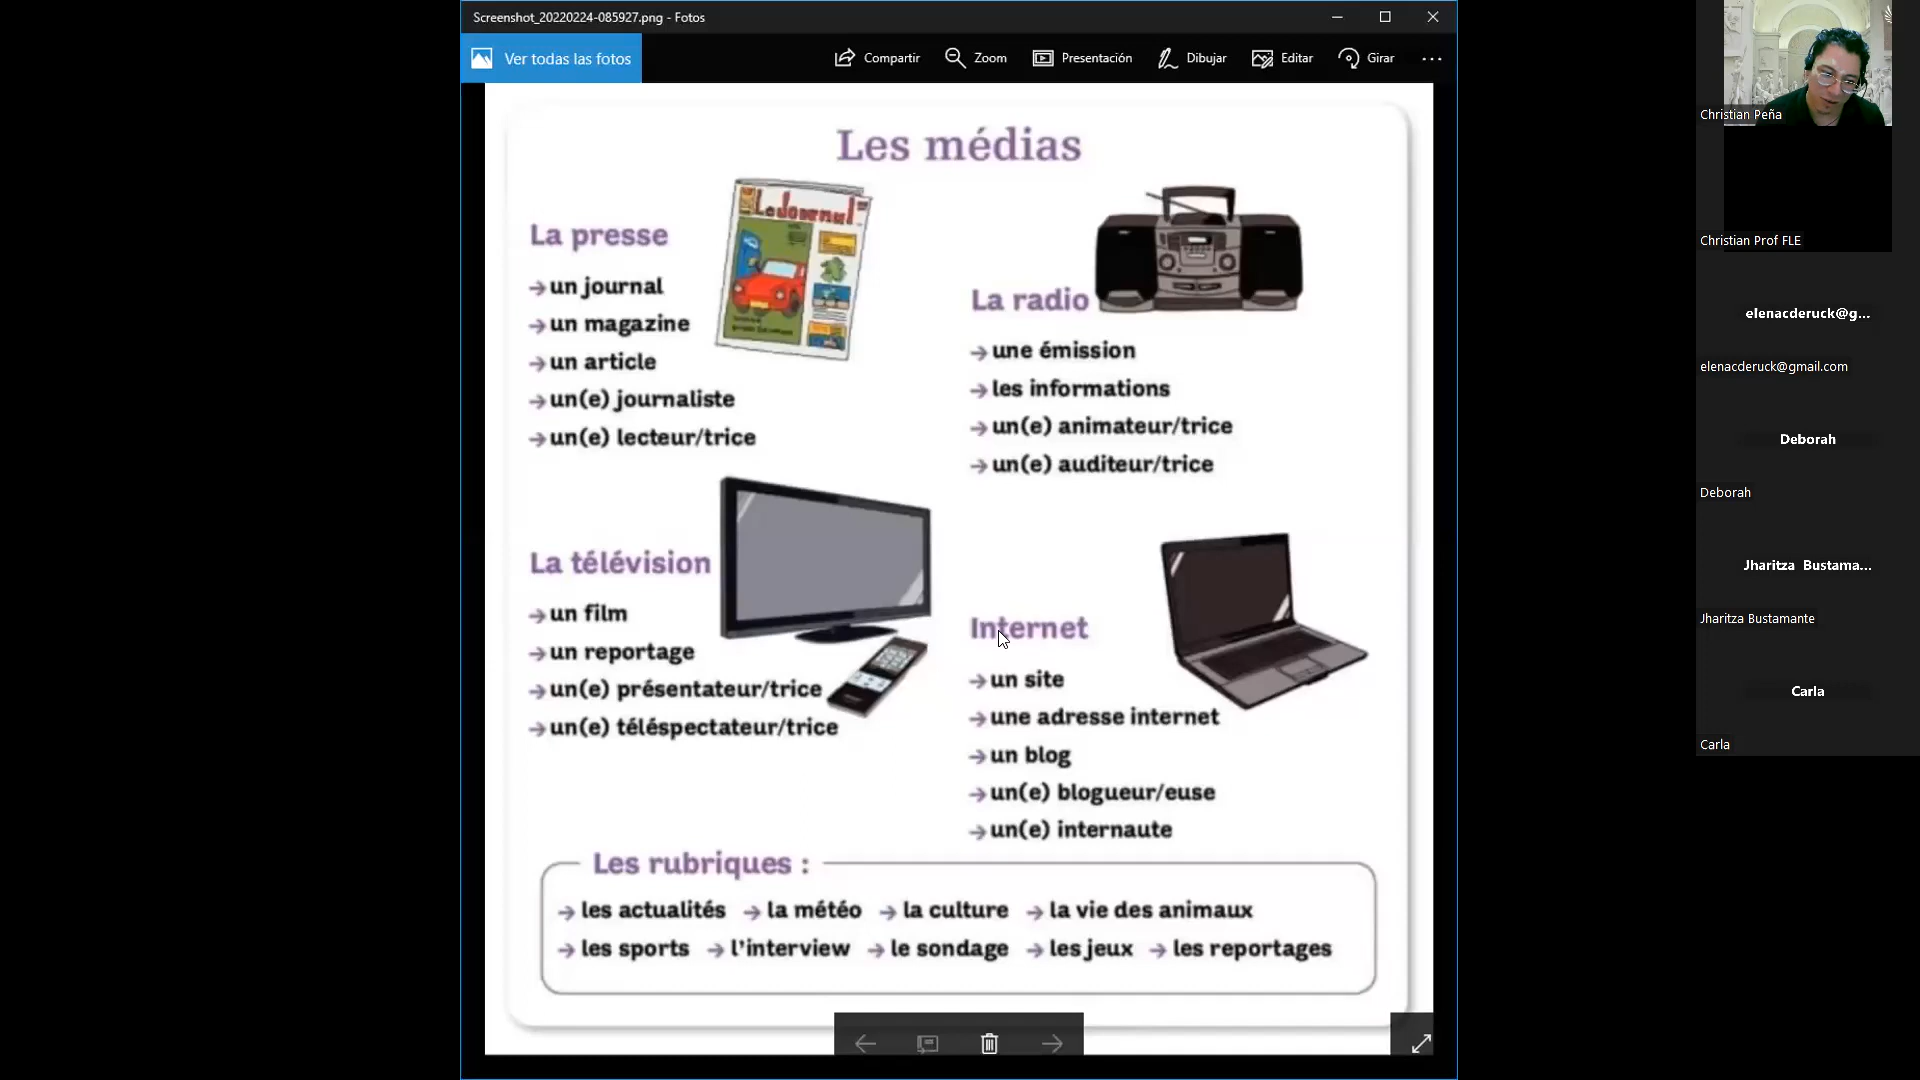 Screenshot_20220224-085927.png - Fotos
Ver todas las fotos
Compartir
Zoom
Presentación
Dibujar
Editar
Girar
Les médias
La presse
→ un journal
→ un magazine
→ un article
→ un(e) journaliste
→ un(e) lecteur/trice
Le Journal
La radio
→ une émission
→ les informations
→ un(e) animateur/trice
→ un(e) auditeur/trice
La télévision
→ un film
→ un reportage
→ un(e) présentateur/trice
→ un(e) téléspectateur/trice
Internet
→ un site
→ une adresse internet
→ un blog
→ un(e) blogueur/euse
→ un(e) internaute
Les rubriques :
→ les actualités → la météo → la culture → la vie des animaux
→ les sports → l'interview → le sondage → les jeux → les reportages
Christian Peña
Christian Prof FLE
elenacderuck@g...
elenacderuck@gmail.com
Deborah
Deborah
Jharitza Bustama...
Jharitza Bustamante
Carla
Carla